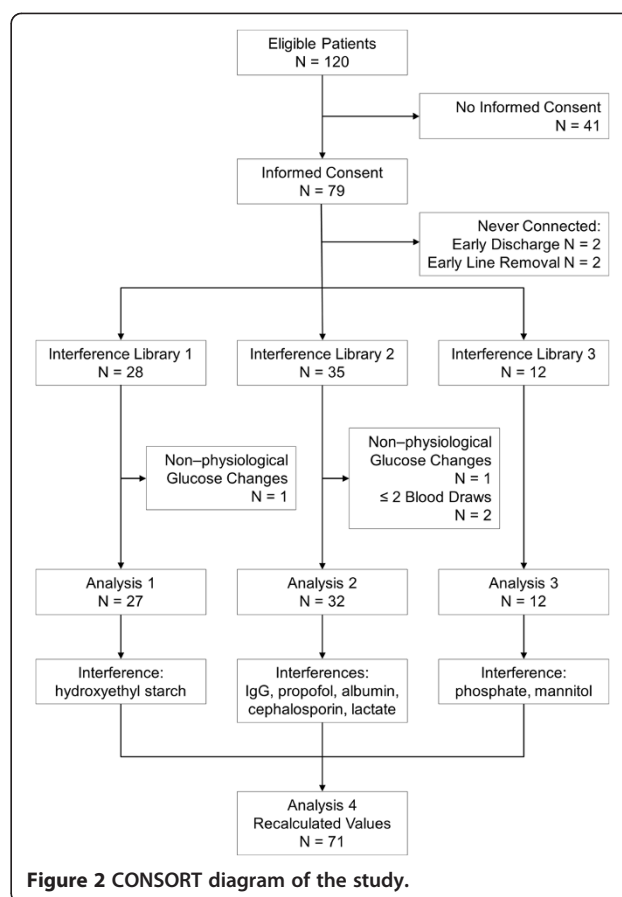 Eligible Patients
N = 120
No Informed Consent
N = 41
Informed Consent
N = 79
Never Connected:
Early Discharge N = 2
Early Line Removal N = 2
Interference Library 1
N = 28
Interference Library 2
N = 35
Interference Library 3
N = 12
Non–physiological
Glucose Changes
N = 1
Non–physiological
Glucose Changes
N = 1
≤ 2 Blood Draws
N = 2
Analysis 1
N = 27
Analysis 2
N = 32
Analysis 3
N = 12
Interference:
hydroxyethyl starch
Interferences:
IgG, propofol, albumin,
cephalosporin, lactate
Interference:
phosphate, mannitol
Analysis 4
Recalculated Values
N = 71
Figure 2 CONSORT diagram of the study.